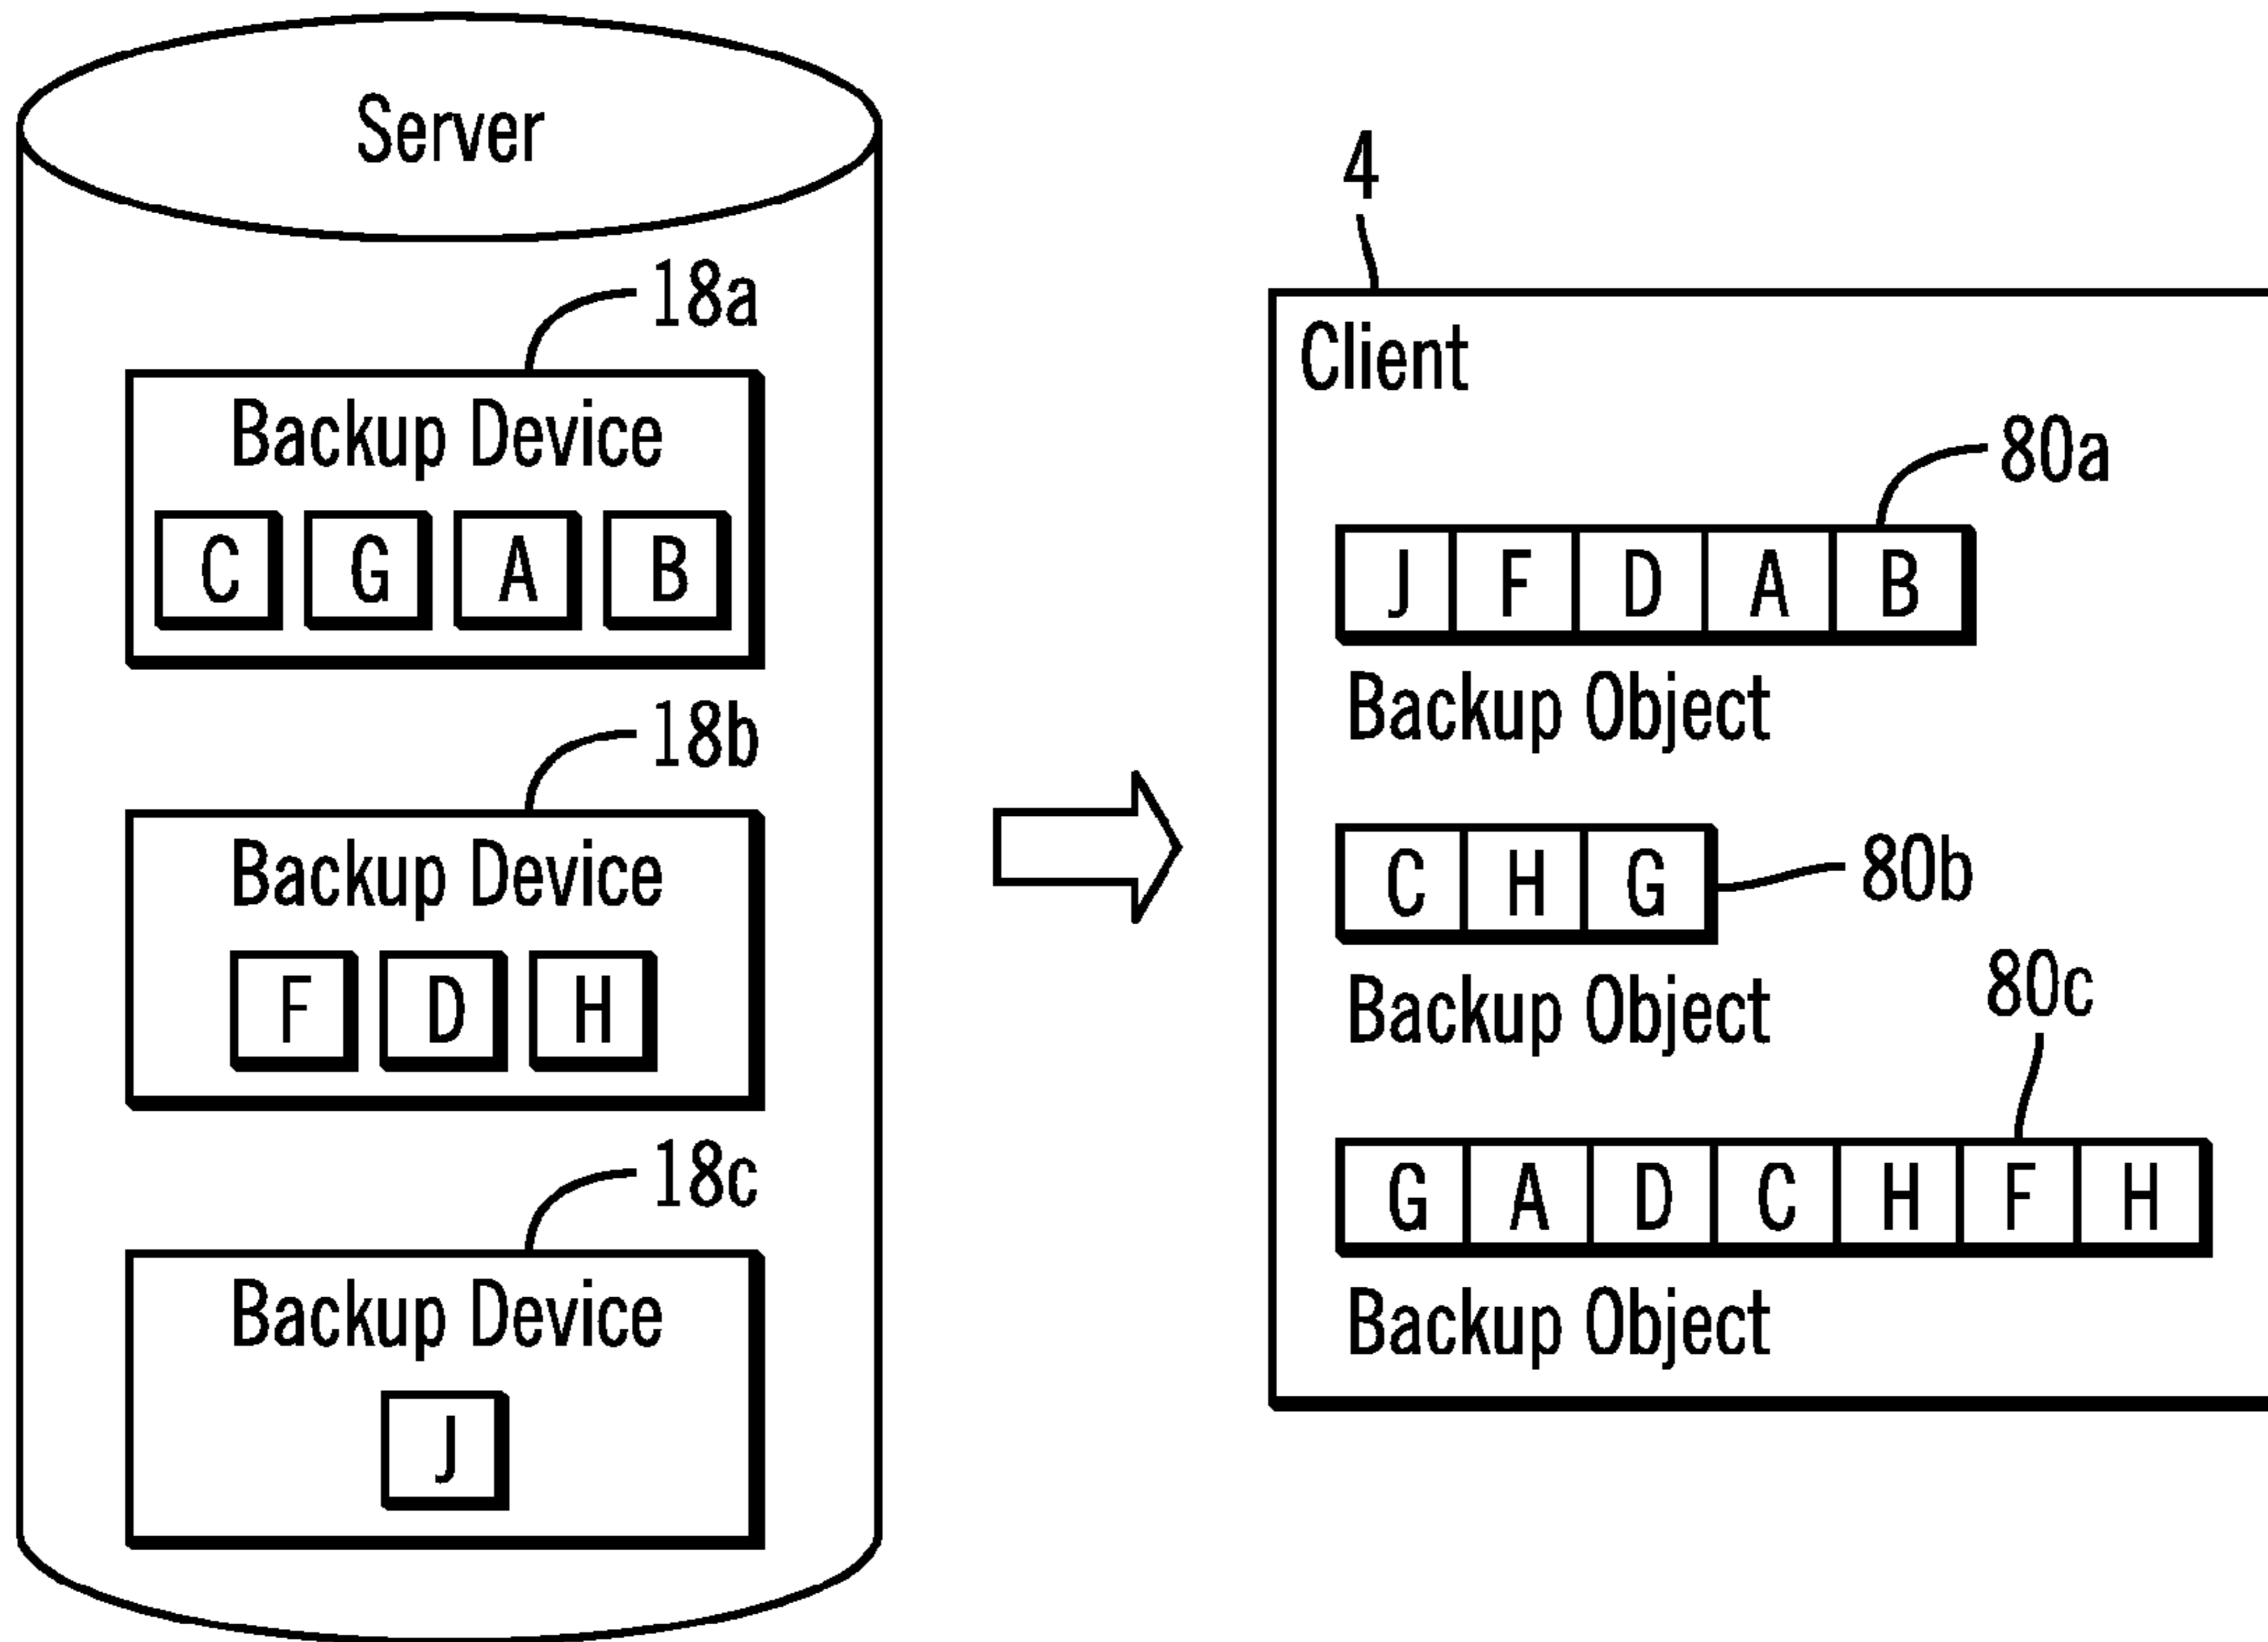 Server
18a
Backup Device
C G A B
18b
Backup Device
F D H
18c
Backup Device
J
4
Client
80a
J F D A B
Backup Object
C H G
80b
Backup Object
80c
G A D C H F H
Backup Object